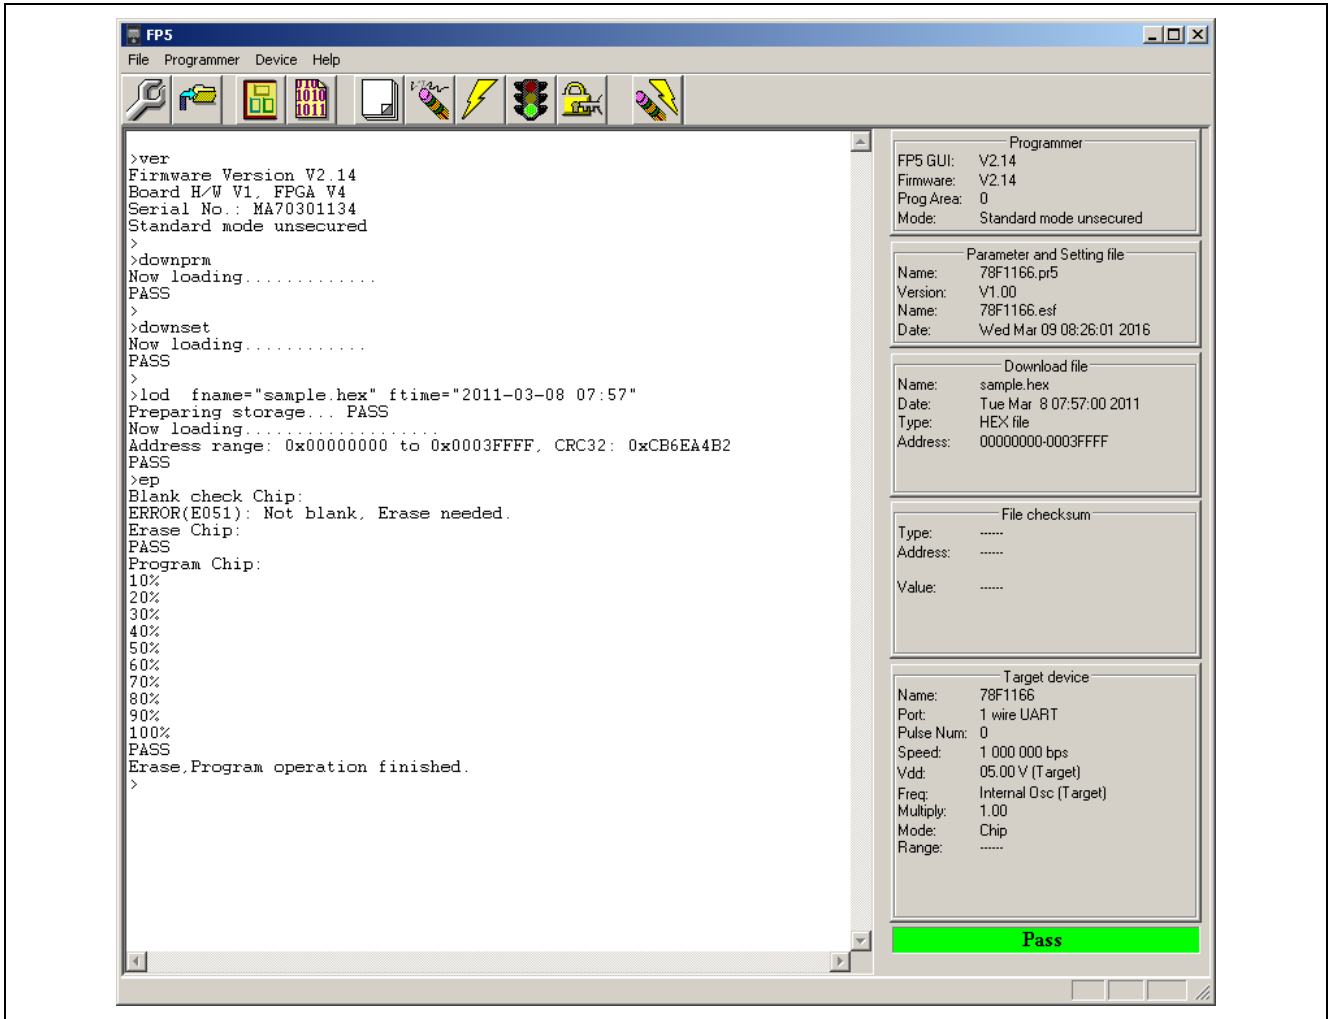 FP5
File Programmer Device Help
>ver
Firmware Version V2.14
Board H/W V1, FPGA V4
Serial No.: MA70301134
Standard mode unsecured
>
>downprm
Now loading.............
PASS
>
>downset
Now loading............
PASS
>
>lod fname="sample.hex" ftime="2011-03-08 07:57"
Preparing storage... PASS
Now loading...................
Address range: 0x00000000 to 0x0003FFFF, CRC32: 0xCB6EA4B2
PASS
>ep
Blank check Chip:
ERROR(E051): Not blank, Erase needed.
Erase Chip:
PASS
Program Chip:
10%
20%
30%
40%
50%
60%
70%
80%
90%
100%
PASS
Erase,Program operation finished.
>
Programmer
FP5 GUI: V2.14
Firmware: V2.14
Prog Area: 0
Mode: Standard mode unsecured
Parameter and Setting file
Name: 78F1166.pr5
Version: V1.00
Name: 78F1166.esf
Date: Wed Mar 09 08:26:01 2016
Download file
Name: sample.hex
Date: Tue Mar 8 07:57:00 2011
Type: HEX file
Address: 00000000-0003FFFF
File checksum
Type: ------
Address: ------
Value: ------
Target device
Name: 78F1166
Port: 1 wire UART
Pulse Num: 0
Speed: 1 000 000 bps
Vdd: 05.00 V (Target)
Freq: Internal Osc (Target)
Multiply: 1.00
Mode: Chip
Range: ------
Pass